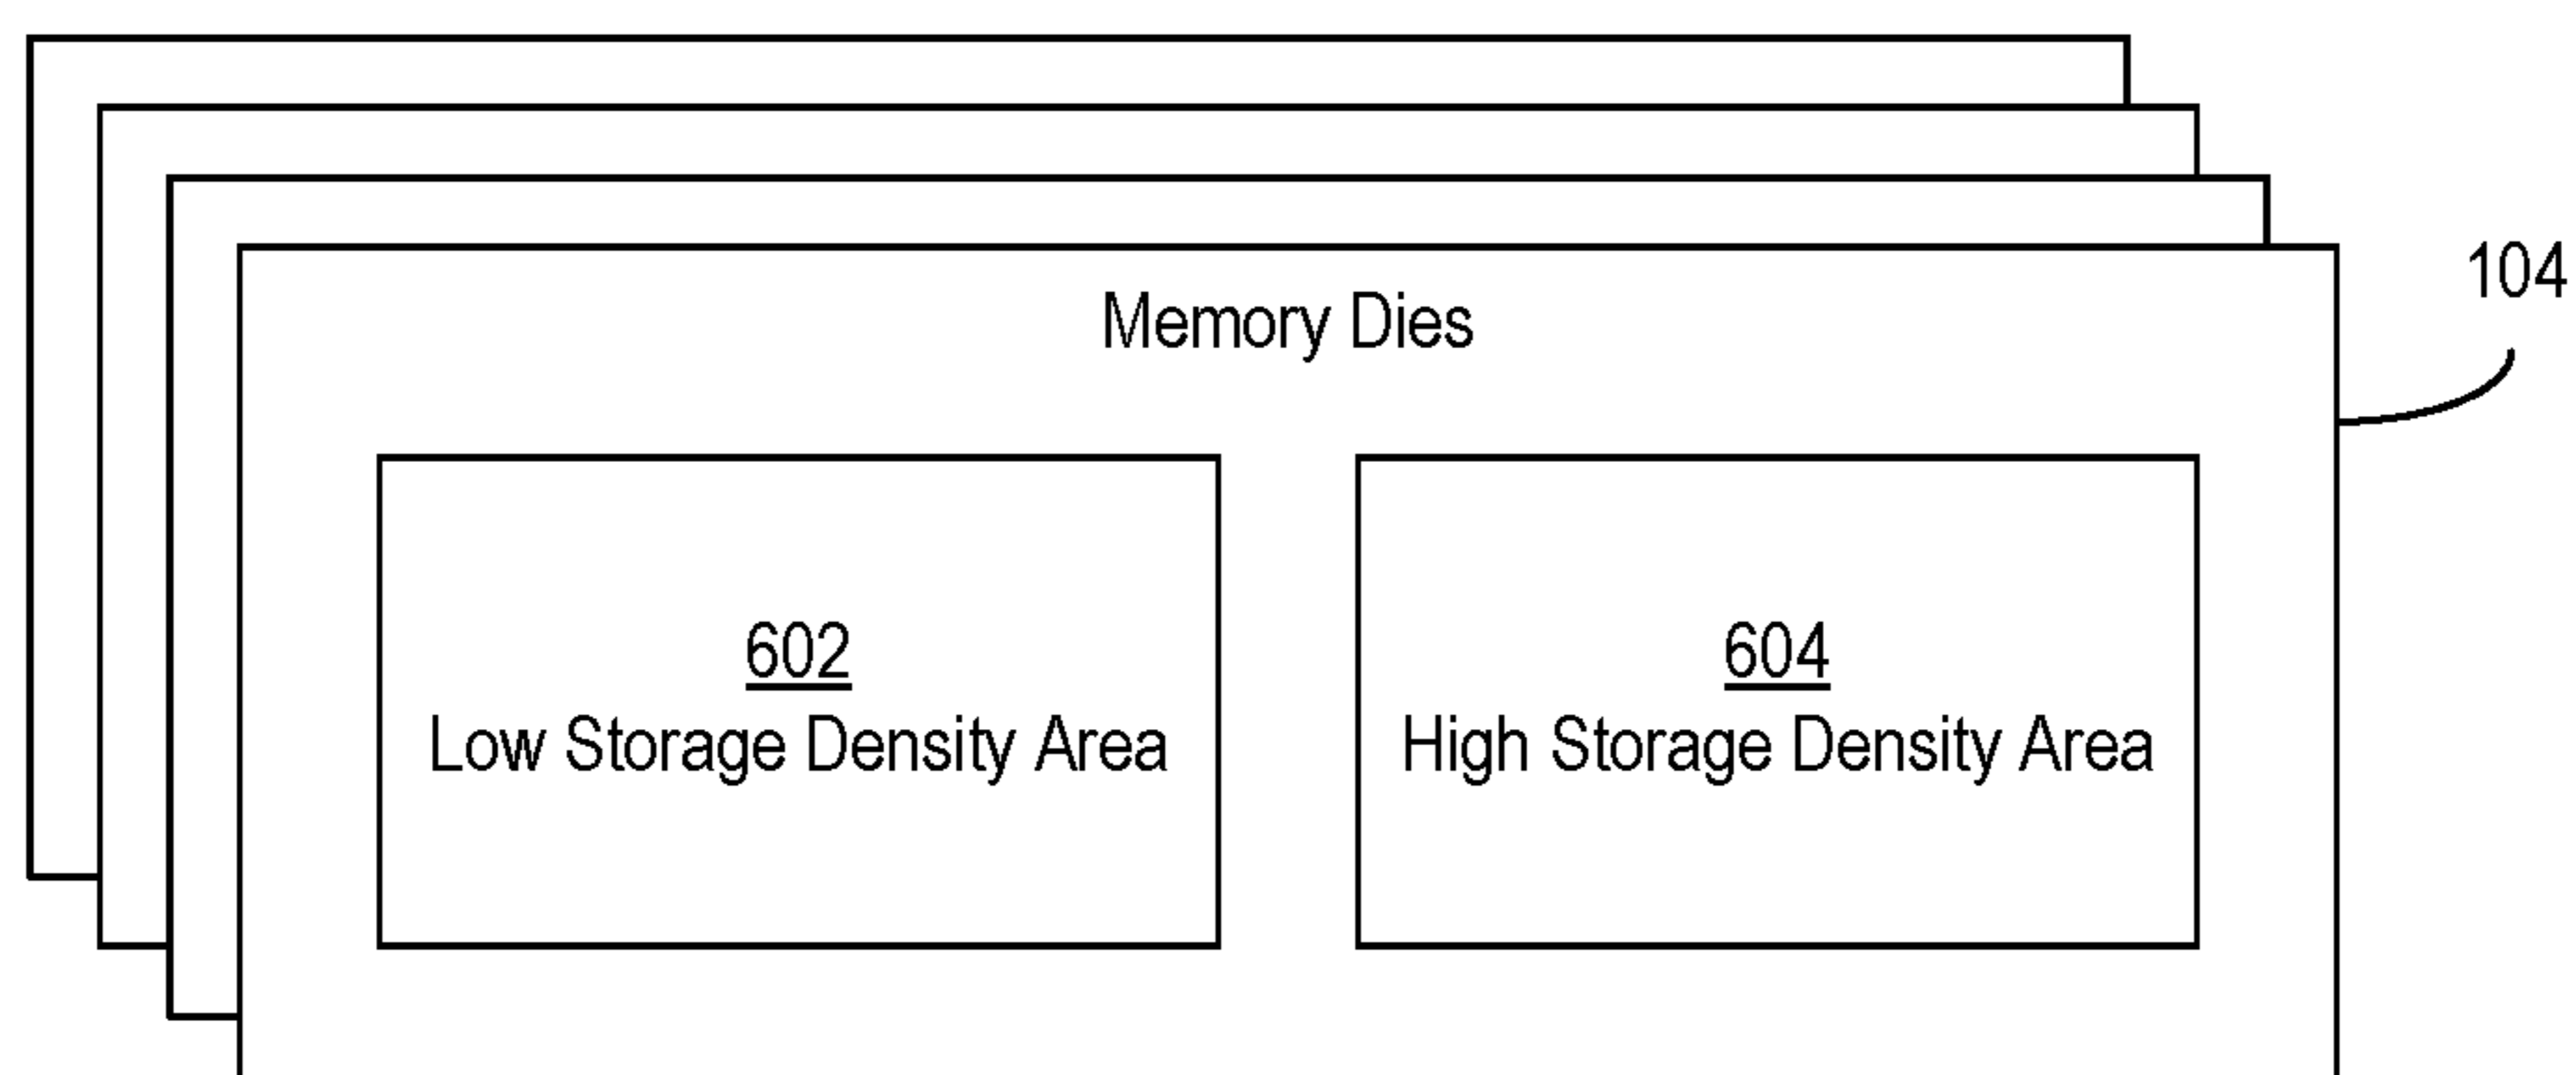 104
Memory Dies
602
Low Storage Density Area
604
High Storage Density Area